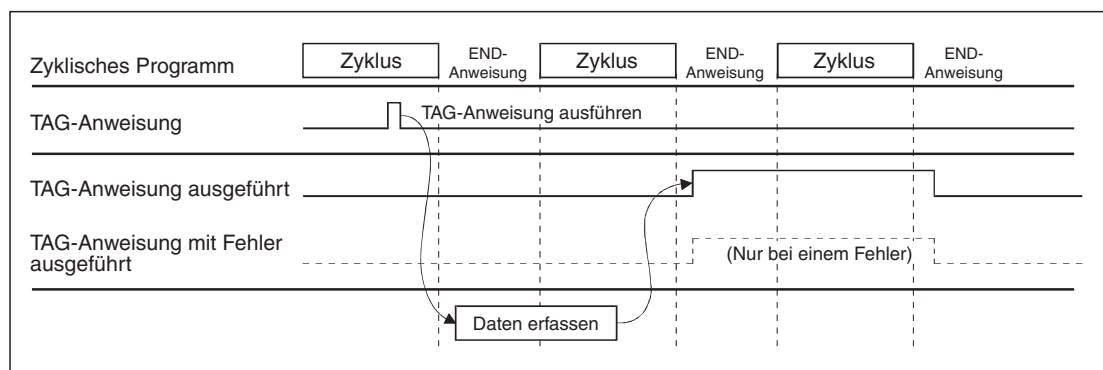 Zyklisches Programm
Zyklus
END-
Anweisung
Zyklus
END-
Anweisung
Zyklus
END-
Anweisung
TAG-Anweisung
TAG-Anweisung ausführen
TAG-Anweisung ausgeführt
TAG-Anweisung mit Fehler
ausgeführt
(Nur bei einem Fehler)
Daten erfassen